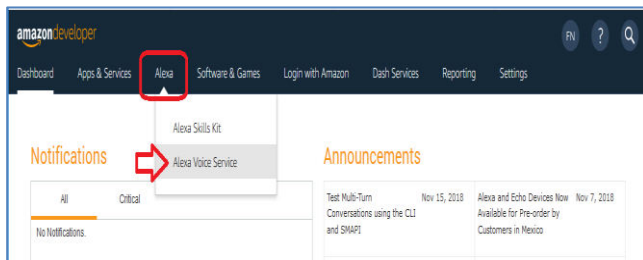 amazondeveloper
FN ?
Dashboard Apps & Services Alexa Software & Games Login with Amazon Dash Services Reporting Settings
Alexa Skills Kit
Alexa Voice Service
Notifications
All Critical
No Notifications.
Announcements
Test Multi-Turn Nov 15, 2018
Conversations using the CLI
and SMAPI
Alexa and Echo Devices Now Nov 7, 2018
Available for Pre-order by
Customers in Mexico